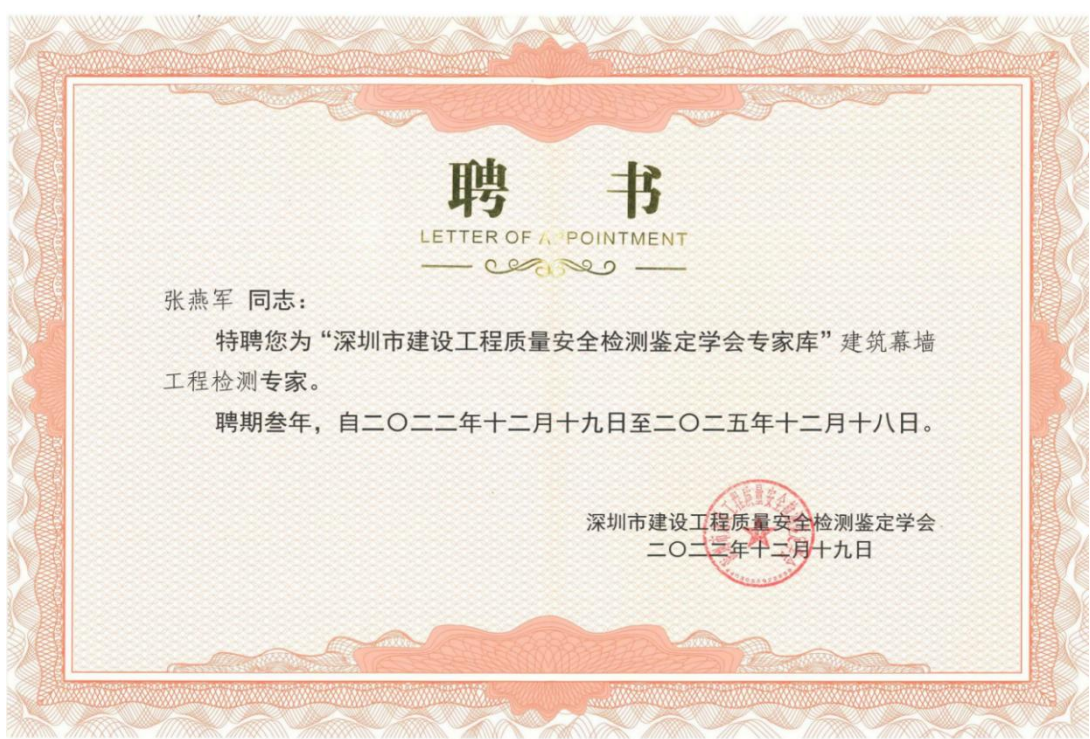 聘 书
LETTER OF APPOINTMENT
张燕军 同志：
特聘您为“深圳市建设工程质量安全检测鉴定学会专家库”建筑幕墙
工程检测专家。
聘期叁年，自二〇二二年十二月十九日至二〇二五年十二月十八日。
深圳市建设工程质量安全检测鉴定学会
二〇二二年十二月十九日